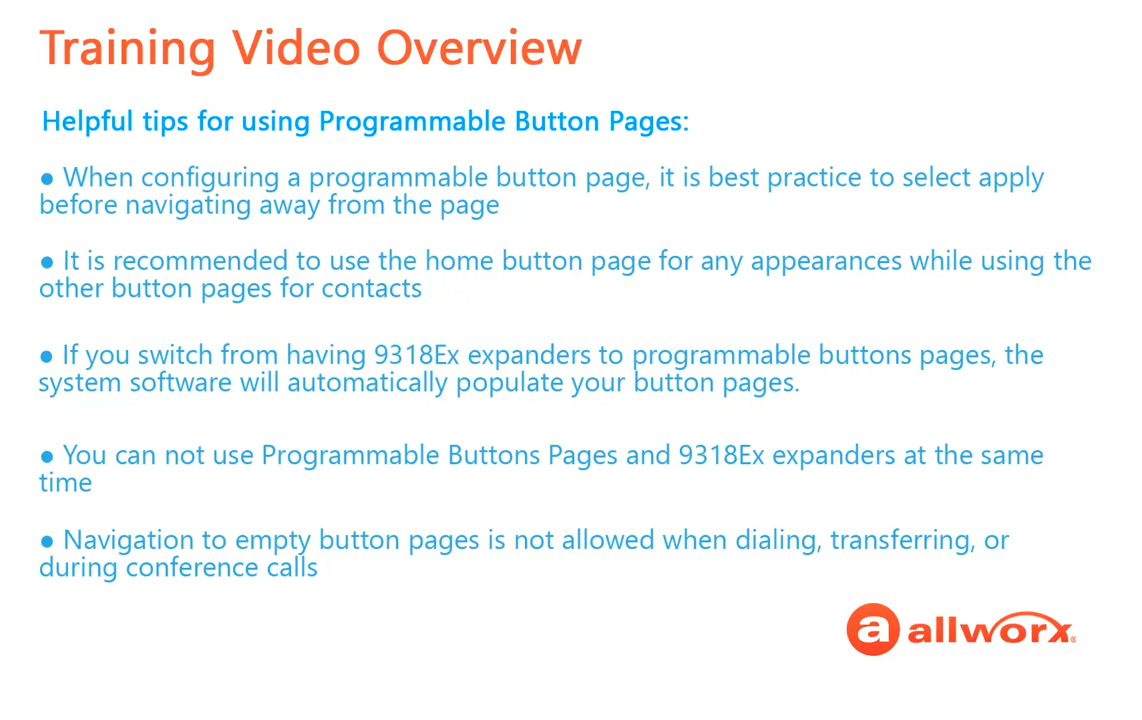 Training Video Overview
Helpful tips for using Programmable Button Pages:
● When configuring a programmable button page, it is best practice to select apply
before navigating away from the page
● It is recommended to use the home button page for any appearances while using the
other button pages for contacts
● If you switch from having 9318Ex expanders to programmable buttons pages, the
system software will automatically populate your button pages.
● You can not use Programmable Buttons Pages and 9318Ex expanders at the same
time
● Navigation to empty button pages is not allowed when dialing, transferring, or
during conference calls
a allworx®